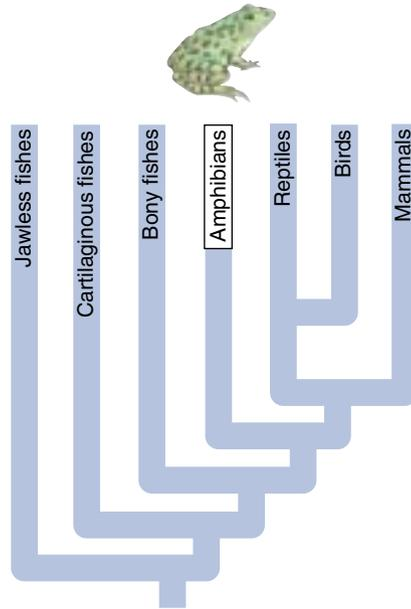 Jawless fishes
Cartilaginous fishes
Bony fishes
Amphibians
Reptiles
Birds
Mammals